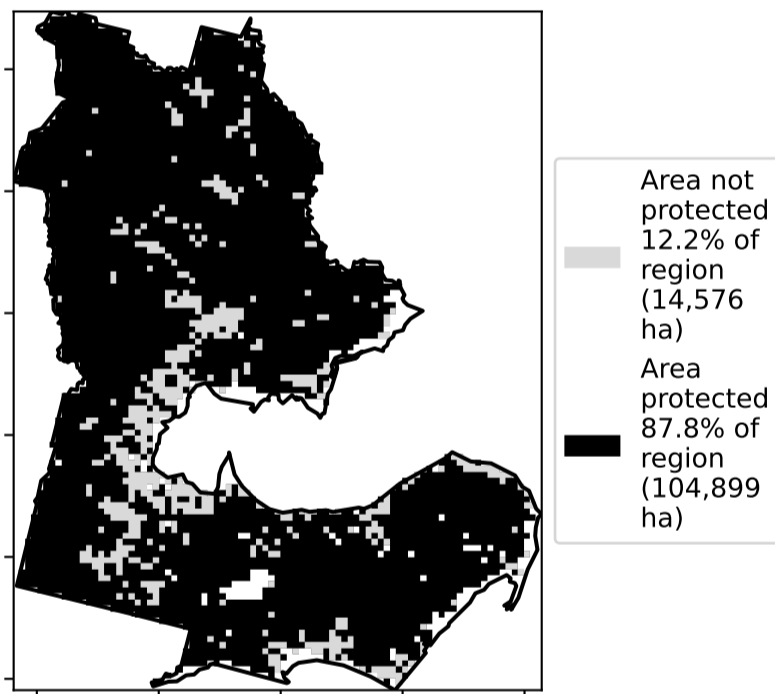 Area not
protected
12.2% of
region
(14,576
ha)
Area
protected
87.8% of
region
(104,899
ha)